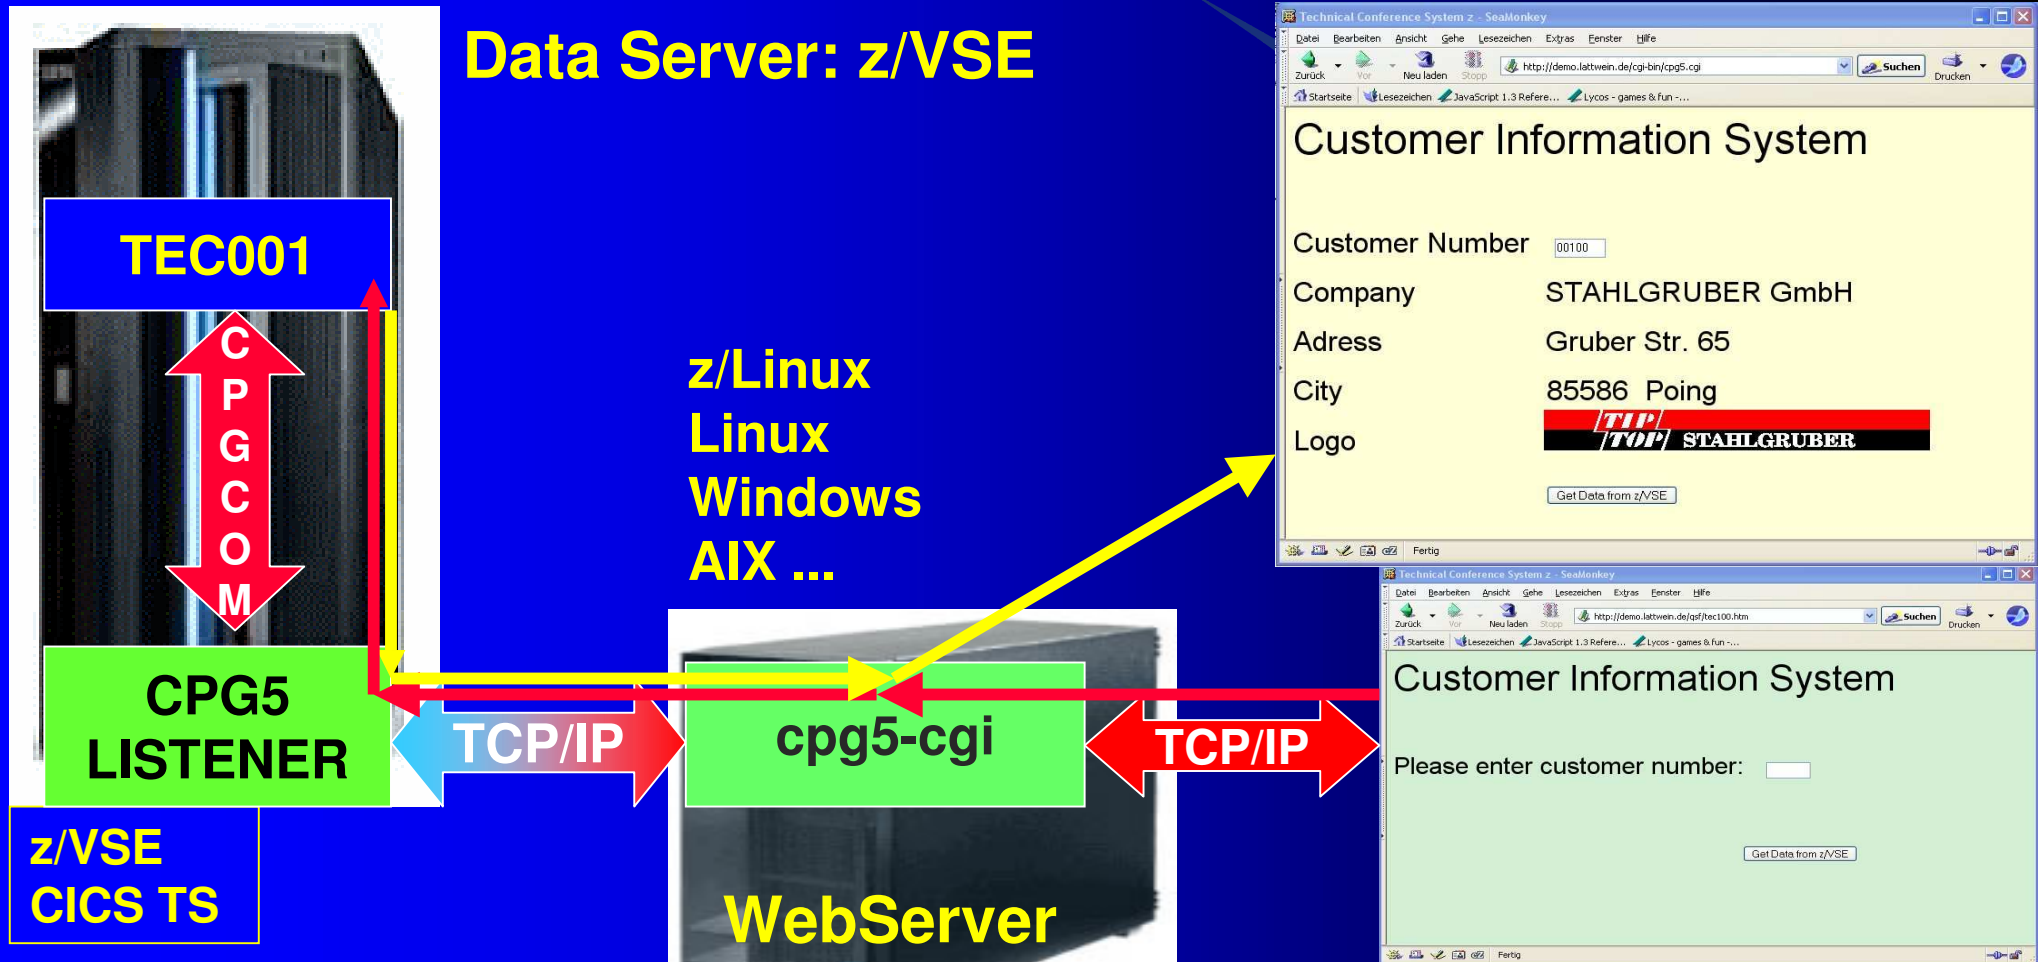 Data Server: z/VSE
TEC001
C
P
G
C
O
M
CPG5
LISTENER
z/VSE
CICS TS
TCP/IP
z/Linux
Linux
Windows
AIX ...
cpg5-cgi
WebServer
TCP/IP
Technical Conference System z - SeaMonkey
Datei Bearbeiten Ansicht Gehe Lesezeichen Extras Fenster Hilfe
Zurück Vor Neu laden Stopp http://demo.lattwein.de/cgi-bin/cpg5.cgi Suchen Drucken
Startseite Lesezeichen JavaScript 1.3 Refere... Lycos - games & fun -...
Customer Information System
Customer Number 00100
Company STAHLGRUBER GmbH
Adress Gruber Str. 65
City 85586 Poing
Logo TIP TOP STAHLGRUBER
Get Data from z/VSE
Fertig
Technical Conference System z - SeaMonkey
Datei Bearbeiten Ansicht Gehe Lesezeichen Extras Fenster Hilfe
Zurück Vor Neu laden Stopp http://demo.lattwein.de/qsf/tec100.htm Suchen Drucken
Startseite Lesezeichen JavaScript 1.3 Refere... Lycos - games & fun -...
Customer Information System
Please enter customer number:
Get Data from z/VSE
Fertig